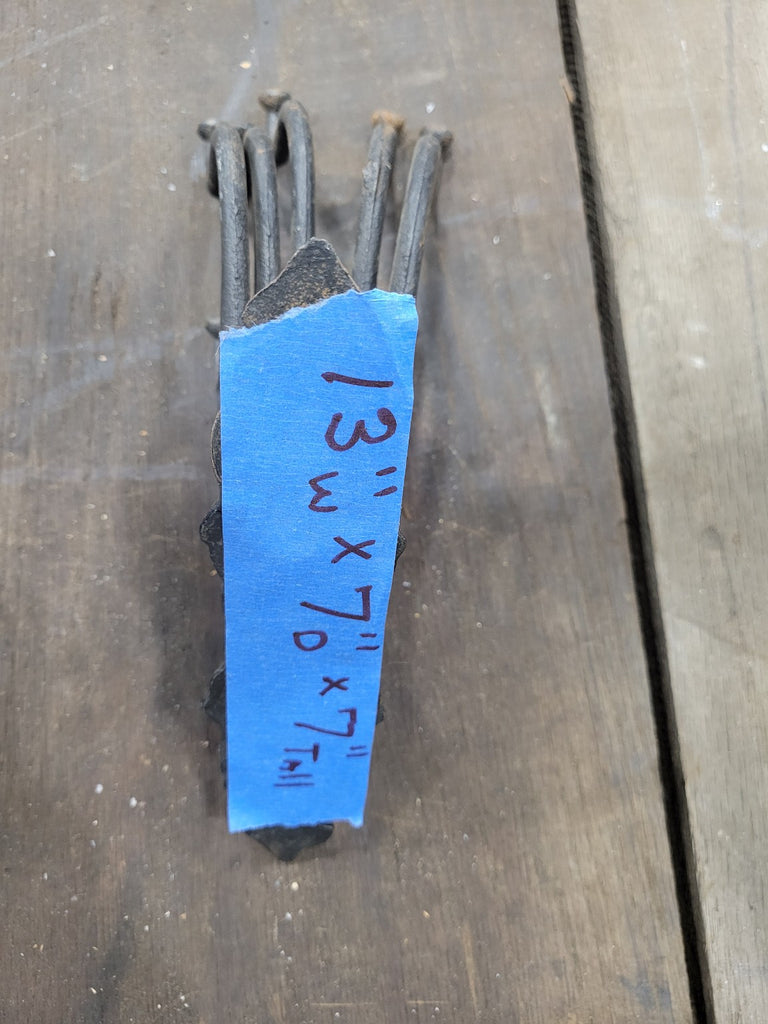 13" W x 7" D x 7" Tall